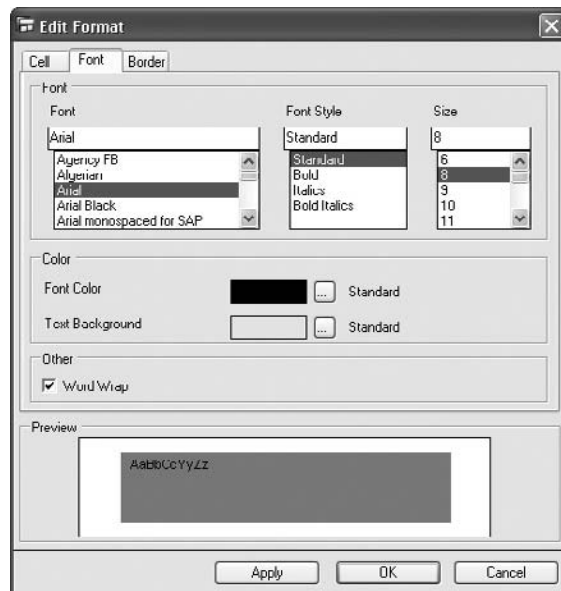 Edit Format
Cell Font Border
Font
Font Font Style Size
Arial Standard 8
Agency FB Standard 6
Algerian Bold 8
Arial Italics 9
Arial Black Bold Italics 10
Arial monospaced for SAP 11
Color
Font Color ... Standard
Text Background ... Standard
Other
Word Wrap
Preview
AaBbCcYyZz
Apply OK Cancel